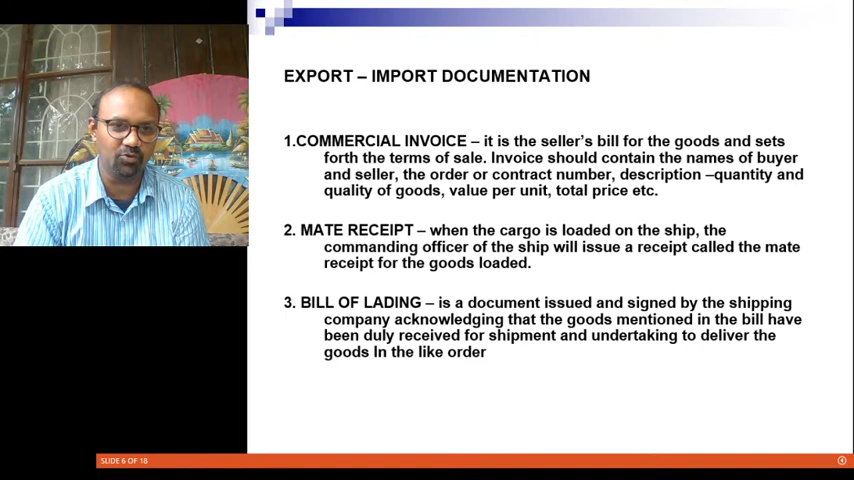 EXPORT – IMPORT DOCUMENTATION
1.COMMERCIAL INVOICE – it is the seller's bill for the goods and sets
forth the terms of sale. Invoice should contain the names of buyer
and seller, the order or contract number, description –quantity and
quality of goods, value per unit, total price etc.
2. MATE RECEIPT – when the cargo is loaded on the ship, the
commanding officer of the ship will issue a receipt called the mate
receipt for the goods loaded.
3. BILL OF LADING – is a document issued and signed by the shipping
company acknowledging that the goods mentioned in the bill have
been duly received for shipment and undertaking to deliver the
goods In the like order
SLIDE 6 OF 18